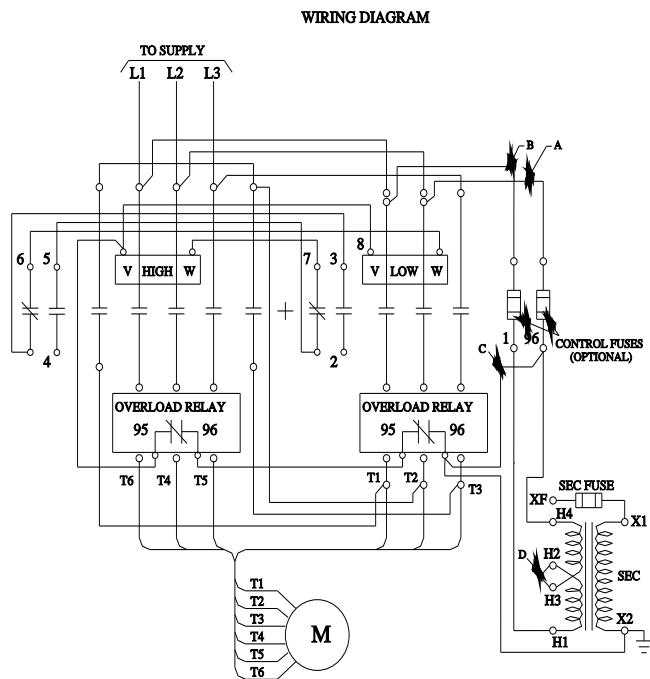 WIRING DIAGRAM
TO SUPPLY
L1 L2 L3
B A
6 5 8 7 3
V HIGH W
V LOW W
4 2
1 96
CONTROL FUSES
(OPTIONAL)
C
OVERLOAD RELAY
95 96
OVERLOAD RELAY
95 96
T6 T4 T5
T1 T2 T3
SEC FUSE
XF
H4 X1
D H2
SEC
H3
X2
H1
T1
T2
T3
T4
T5
T6
M